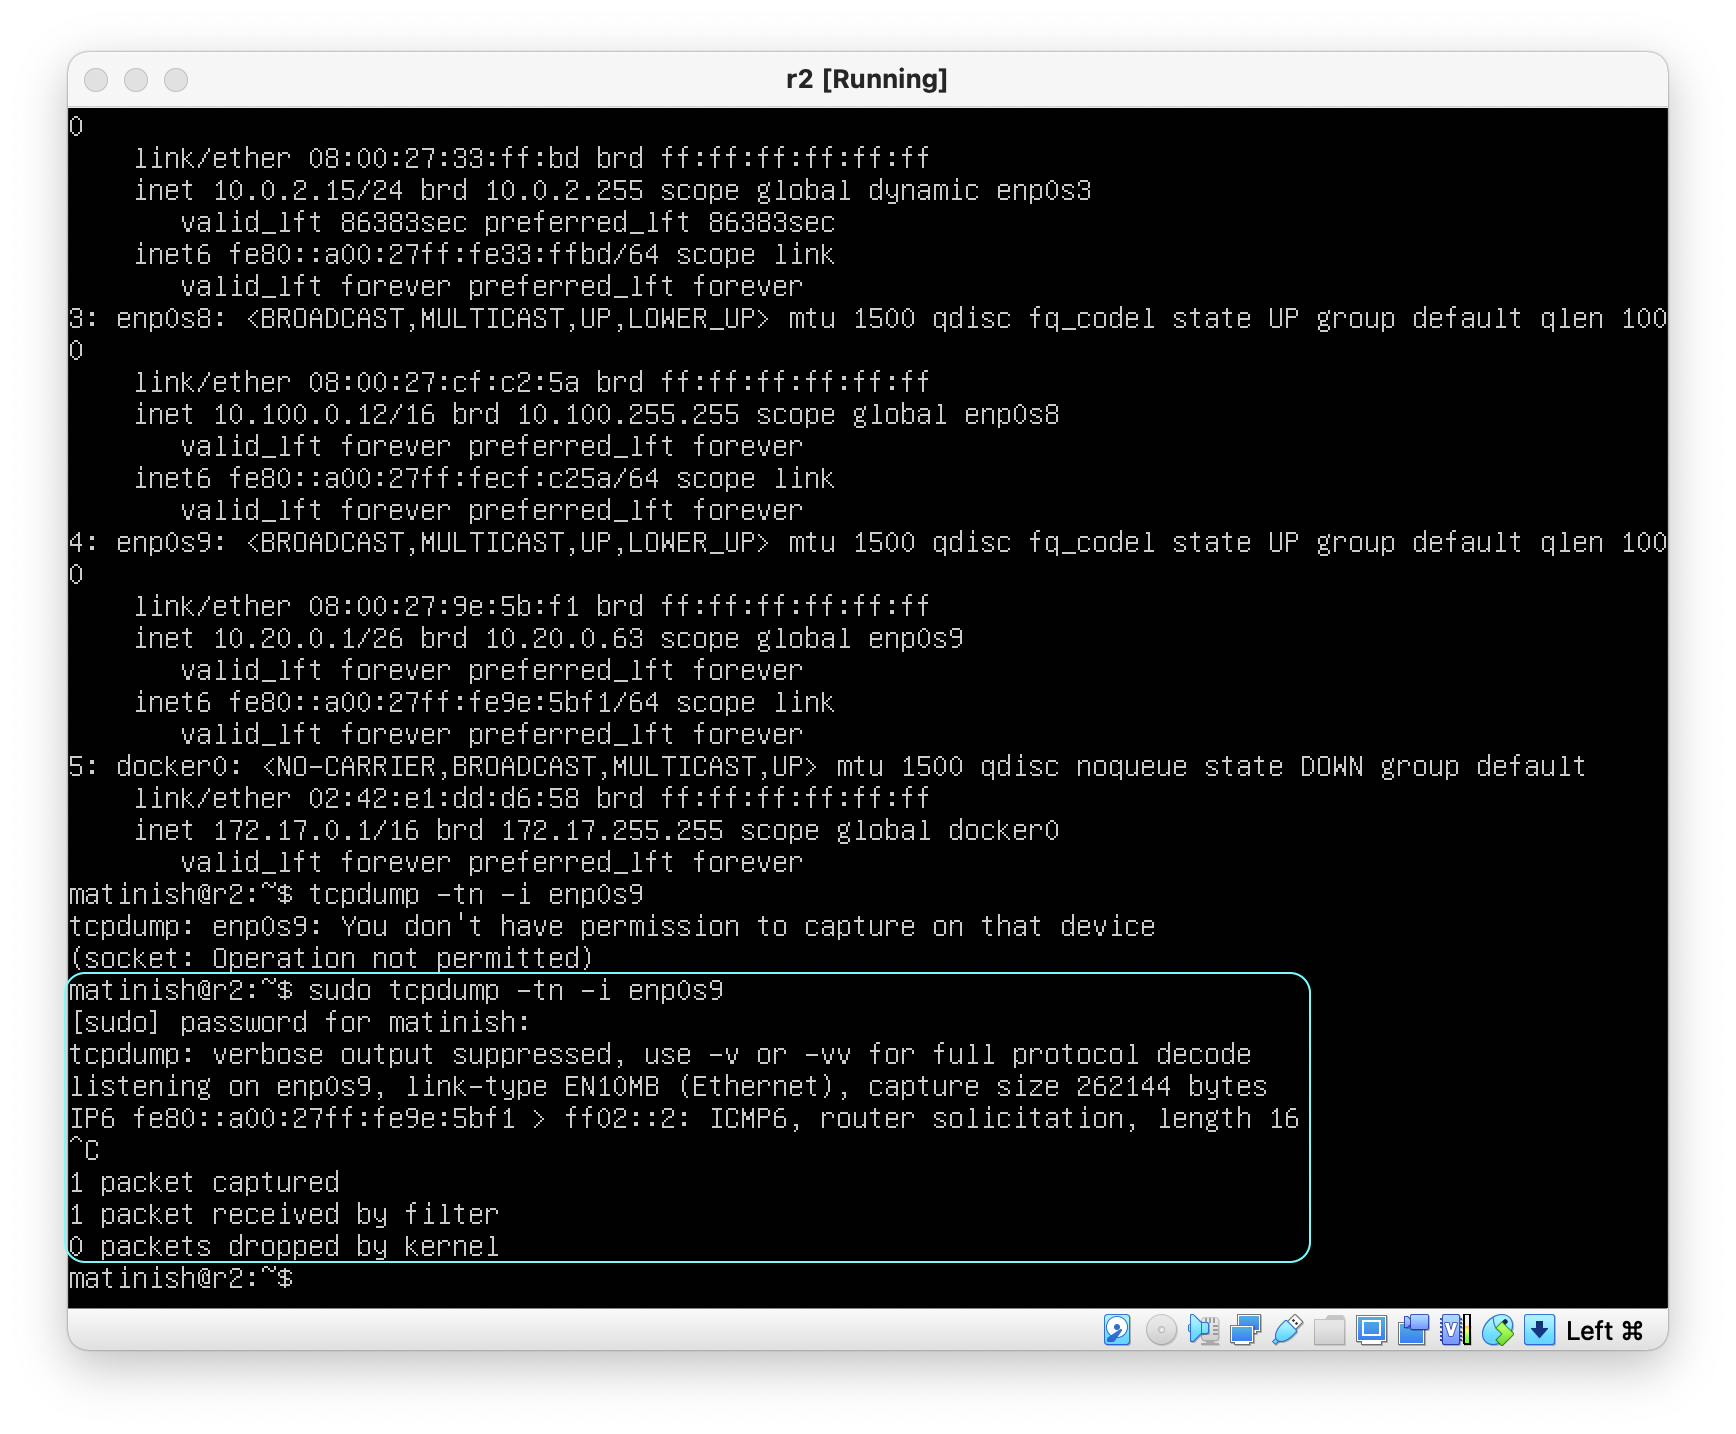 r2 [Running]
0
    link/ether 08:00:27:33:ff:bd brd ff:ff:ff:ff:ff:ff
    inet 10.0.2.15/24 brd 10.0.2.255 scope global dynamic enp0s3
       valid_lft 86383sec preferred_lft 86383sec
    inet6 fe80::a00:27ff:fe33:ffbd/64 scope link
       valid_lft forever preferred_lft forever
3: enp0s8: <BROADCAST,MULTICAST,UP,LOWER_UP> mtu 1500 qdisc fq_codel state UP group default qlen 100
0
    link/ether 08:00:27:cf:c2:5a brd ff:ff:ff:ff:ff:ff
    inet 10.100.0.12/16 brd 10.100.255.255 scope global enp0s8
       valid_lft forever preferred_lft forever
    inet6 fe80::a00:27ff:fecf:c25a/64 scope link
       valid_lft forever preferred_lft forever
4: enp0s9: <BROADCAST,MULTICAST,UP,LOWER_UP> mtu 1500 qdisc fq_codel state UP group default qlen 100
0
    link/ether 08:00:27:9e:5b:f1 brd ff:ff:ff:ff:ff:ff
    inet 10.20.0.1/26 brd 10.20.0.63 scope global enp0s9
       valid_lft forever preferred_lft forever
    inet6 fe80::a00:27ff:fe9e:5bf1/64 scope link
       valid_lft forever preferred_lft forever
5: docker0: <NO-CARRIER,BROADCAST,MULTICAST,UP> mtu 1500 qdisc noqueue state DOWN group default
    link/ether 02:42:e1:dd:d6:58 brd ff:ff:ff:ff:ff:ff
    inet 172.17.0.1/16 brd 172.17.255.255 scope global docker0
       valid_lft forever preferred_lft forever
matinish@r2:~$ tcpdump -tn -i enp0s9
tcpdump: enp0s9: You don't have permission to capture on that device
(socket: Operation not permitted)
matinish@r2:~$ sudo tcpdump -tn -i enp0s9
[sudo] password for matinish:
tcpdump: verbose output suppressed, use -v or -vv for full protocol decode
listening on enp0s9, link-type EN10MB (Ethernet), capture size 262144 bytes
IP6 fe80::a00:27ff:fe9e:5bf1 > ff02::2: ICMP6, router solicitation, length 16
^C
1 packet captured
1 packet received by filter
0 packets dropped by kernel
matinish@r2:~$
Left ⌘